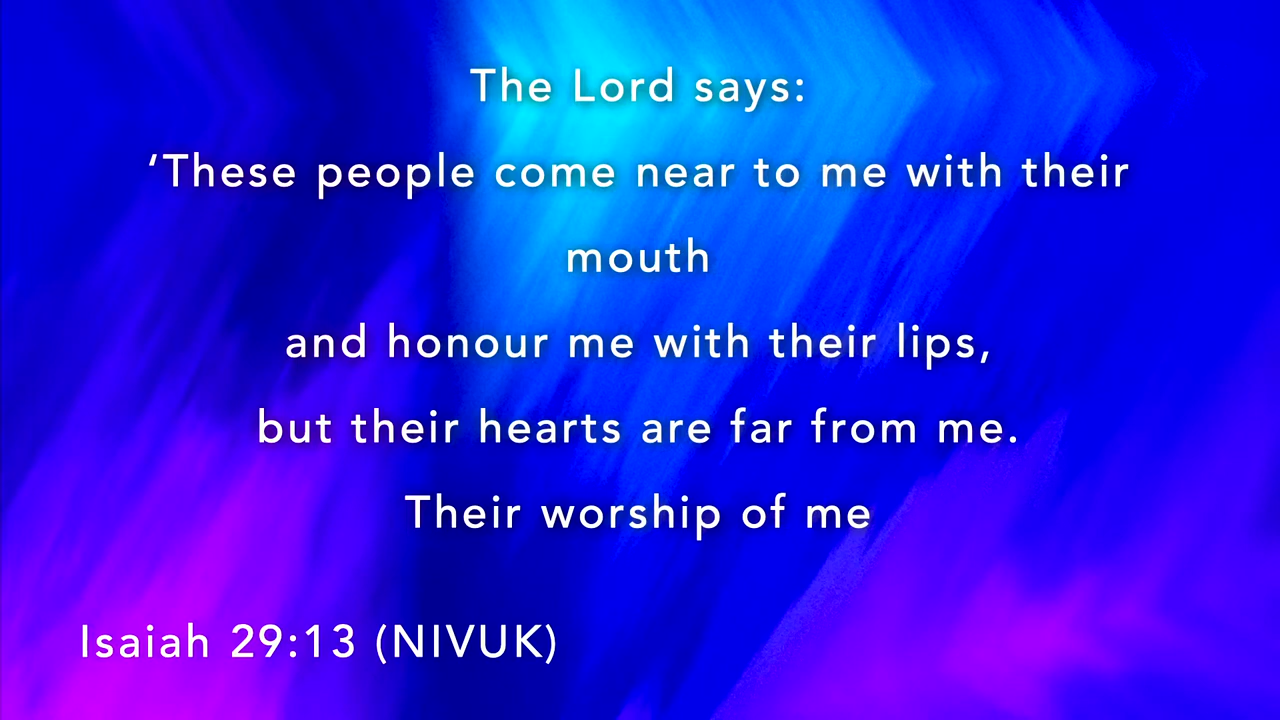 The Lord says:
‘These people come near to me with their
mouth
and honour me with their lips,
but their hearts are far from me.
Their worship of me
Isaiah 29:13 (NIVUK)